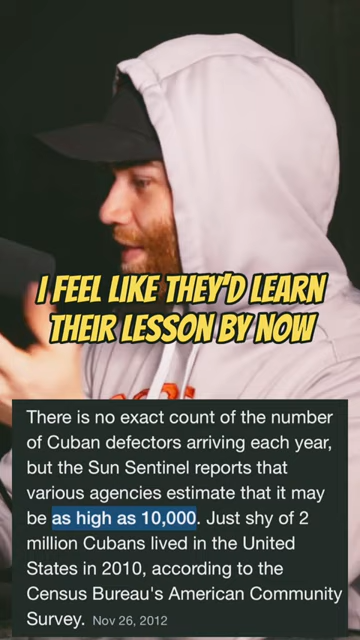 I FEEL LIKE THEY'D LEARN
THEIR LESSON BY NOW
There is no exact count of the number
of Cuban defectors arriving each year,
but the Sun Sentinel reports that
various agencies estimate that it may
be as high as 10,000. Just shy of 2
million Cubans lived in the United
States in 2010, according to the
Census Bureau's American Community
Survey. Nov 26, 2012